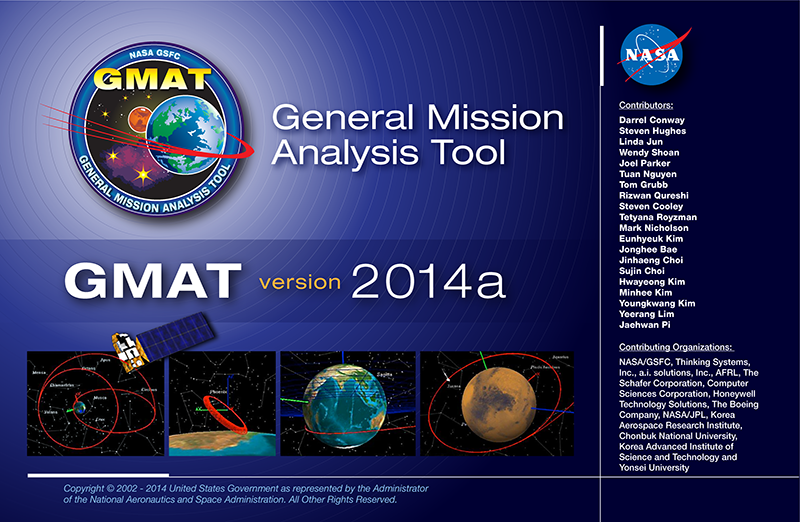 NASA GSFC
GMAT
GENERAL MISSION ANALYSIS TOOL
General Mission
Analysis Tool
GMAT version 2014a
NASA
Contributors:
Darrel Conway
Steven Hughes
Linda Jun
Wendy Shoan
Joel Parker
Tuan Nguyen
Tom Grubb
Rizwan Qureshi
Steven Cooley
Tetyana Royzman
Mark Nicholson
Eunhyeuk Kim
Jonghee Bae
Jinhaeng Choi
Sujin Choi
Hwayeong Kim
Minhee Kim
Youngkwang Kim
Yeerang Lim
Jaehwan Pi
Contributing Organizations:
NASA/GSFC, Thinking Systems,
Inc., a.i. solutions, Inc., AFRL, The
Schafer Corporation, Computer
Sciences Corporation, Honeywell
Technology Solutions, The Boeing
Company, NASA/JPL, Korea
Aerospace Research Institute,
Chonbuk National University,
Korea Advanced Institute of
Science and Technology and
Yonsei University
Phoenix
Sagitta
Aquarius
Copyright © 2002 - 2014 United States Government as represented by the Administrator
of the National Aeronautics and Space Administration. All Other Rights Reserved.